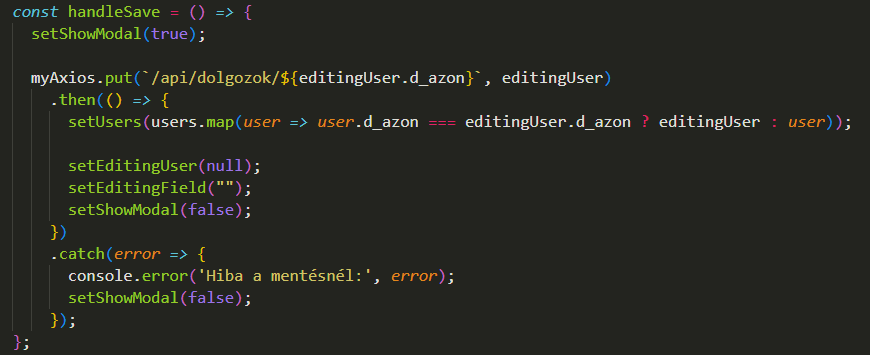 const handleSave = () => {
  setShowModal(true);

  myAxios.put(`/api/dolgozok/${editingUser.d_azon}`, editingUser)
    .then(() => {
      setUsers(users.map(user => user.d_azon === editingUser.d_azon ? editingUser : user));

      setEditingUser(null);
      setEditingField("");
      setShowModal(false);
    })
    .catch(error => {
      console.error('Hiba a mentésnél:', error);
      setShowModal(false);
    });
};